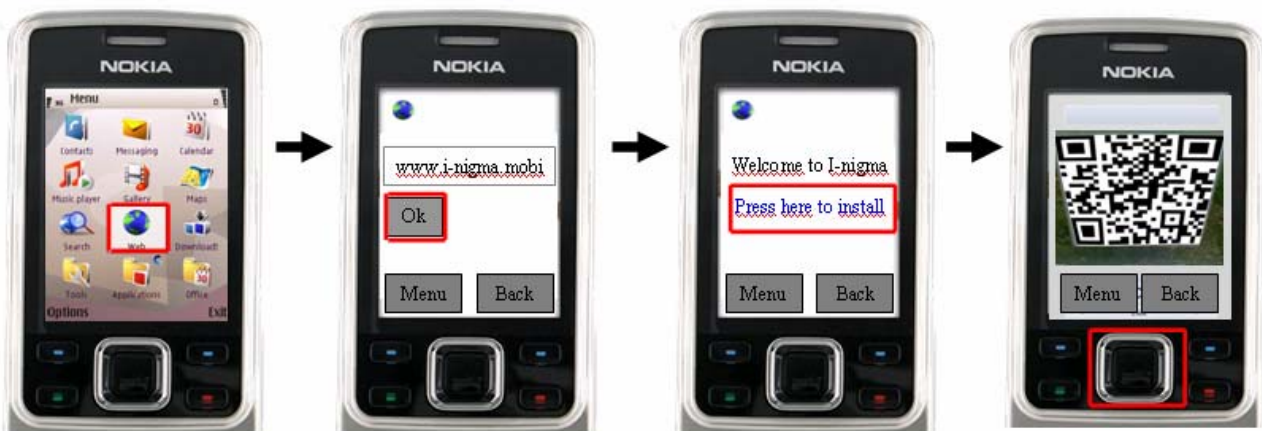 NOKIA
Menu
Contacts Messaging Calendar
Music player Gallery Maps
Search Web Download!
Tools Applications Office
Options Exit
NOKIA
www.i-nigma.mobi
Ok
Menu Back
NOKIA
Welcome to I-nigma
Press here to install
Menu Back
NOKIA
Menu Back